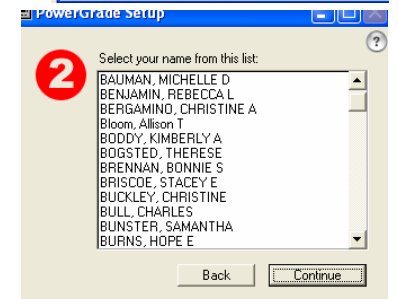 PowerGrade Setup
?
2
Select your name from this list:
BAUMAN, MICHELLE D
BENJAMIN, REBECCA L
BERGAMINO, CHRISTINE A
Bloom, Allison T
BODDY, KIMBERLY A
BOGSTED, THERESE
BRENNAN, BONNIE S
BRISCOE, STACEY E
BUCKLEY, CHRISTINE
BULL, CHARLES
BUNSTER, SAMANTHA
BURNS, HOPE E
Back Continue